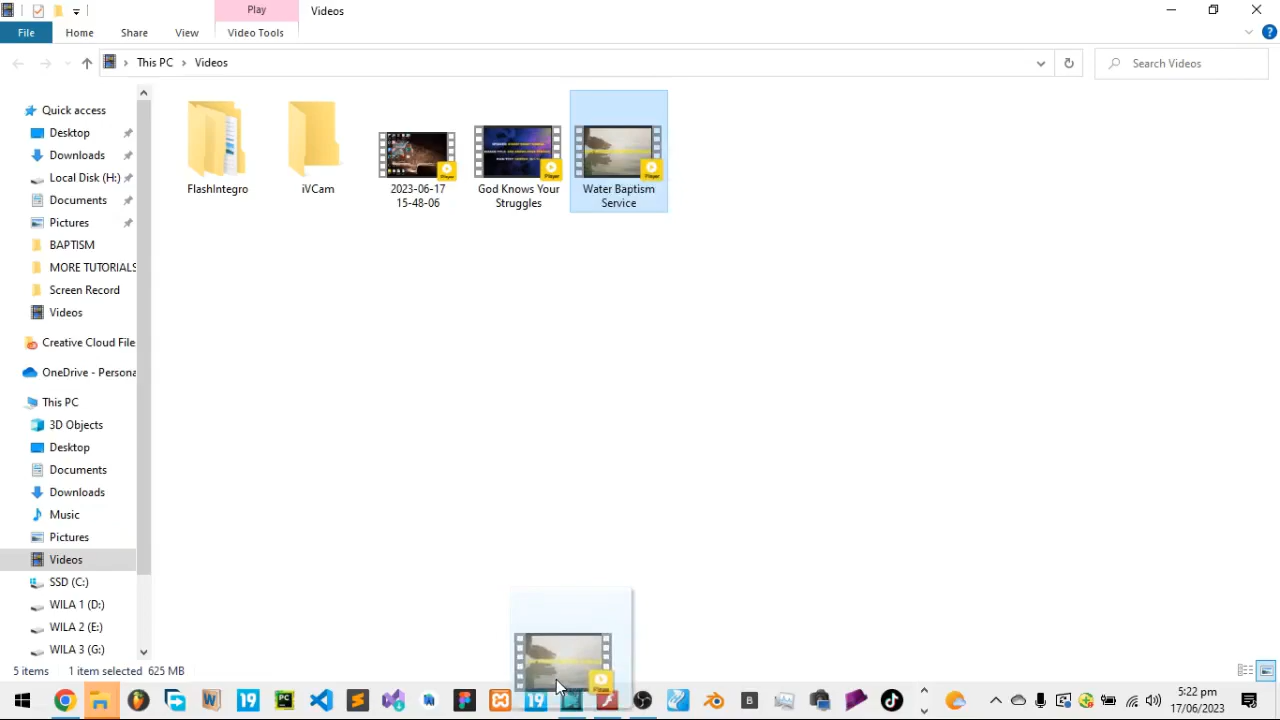 Play
Videos
File
Home
Share
View
Video Tools
This PC
Videos
Search Videos
Quick access
Desktop
Downloads
Local Disk (H:)
Documents
Pictures
BAPTISM
MORE TUTORIALS
Screen Record
Videos
Creative Cloud File
OneDrive - Persona
This PC
3D Objects
Desktop
Documents
Downloads
Music
Pictures
Videos
SSD (C:)
WILA 1 (D:)
WILA 2 (E:)
WILA 3 (G:)
FlashIntegro
iVCam
2023-06-17
15-48-06
God Knows Your
Struggles
Water Baptism
Service
5 items
1 item selected 625 MB
19
19
5:22 pm
17/06/2023